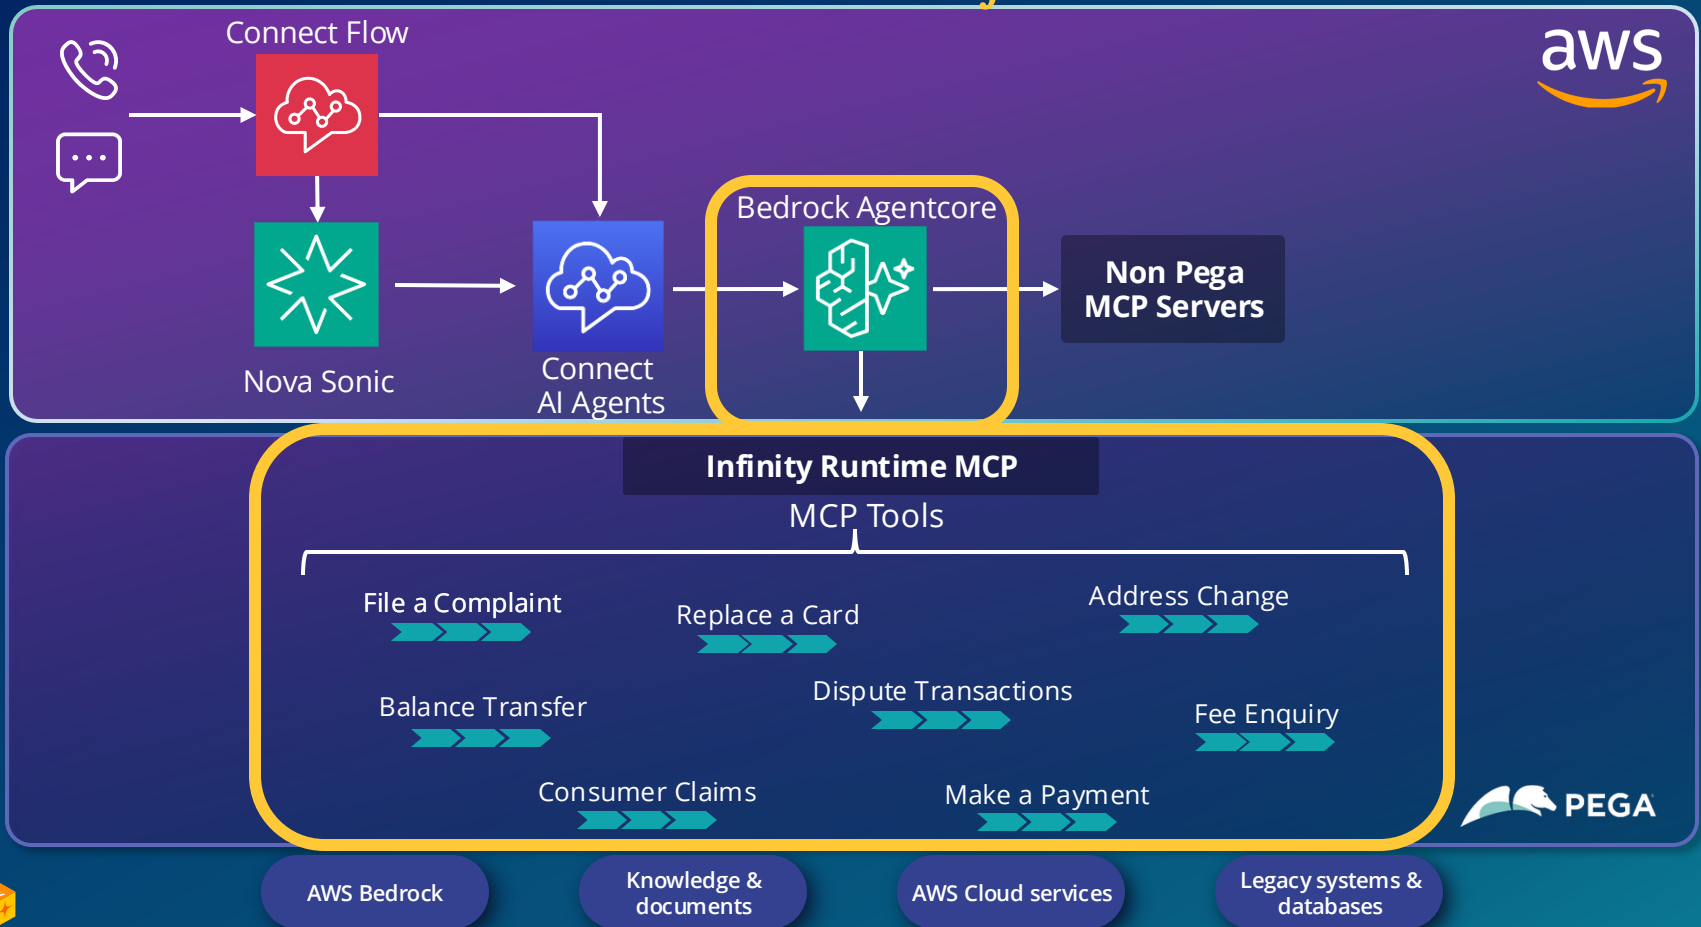 Connect Flow
aws
Bedrock Agentcore
Non Pega
MCP Servers
Nova Sonic
Connect
AI Agents
Infinity Runtime MCP
MCP Tools
File a Complaint
Replace a Card
Address Change
Balance Transfer
Dispute Transactions
Fee Enquiry
Consumer Claims
Make a Payment
PEGA
AWS Bedrock
Knowledge &
documents
AWS Cloud services
Legacy systems &
databases